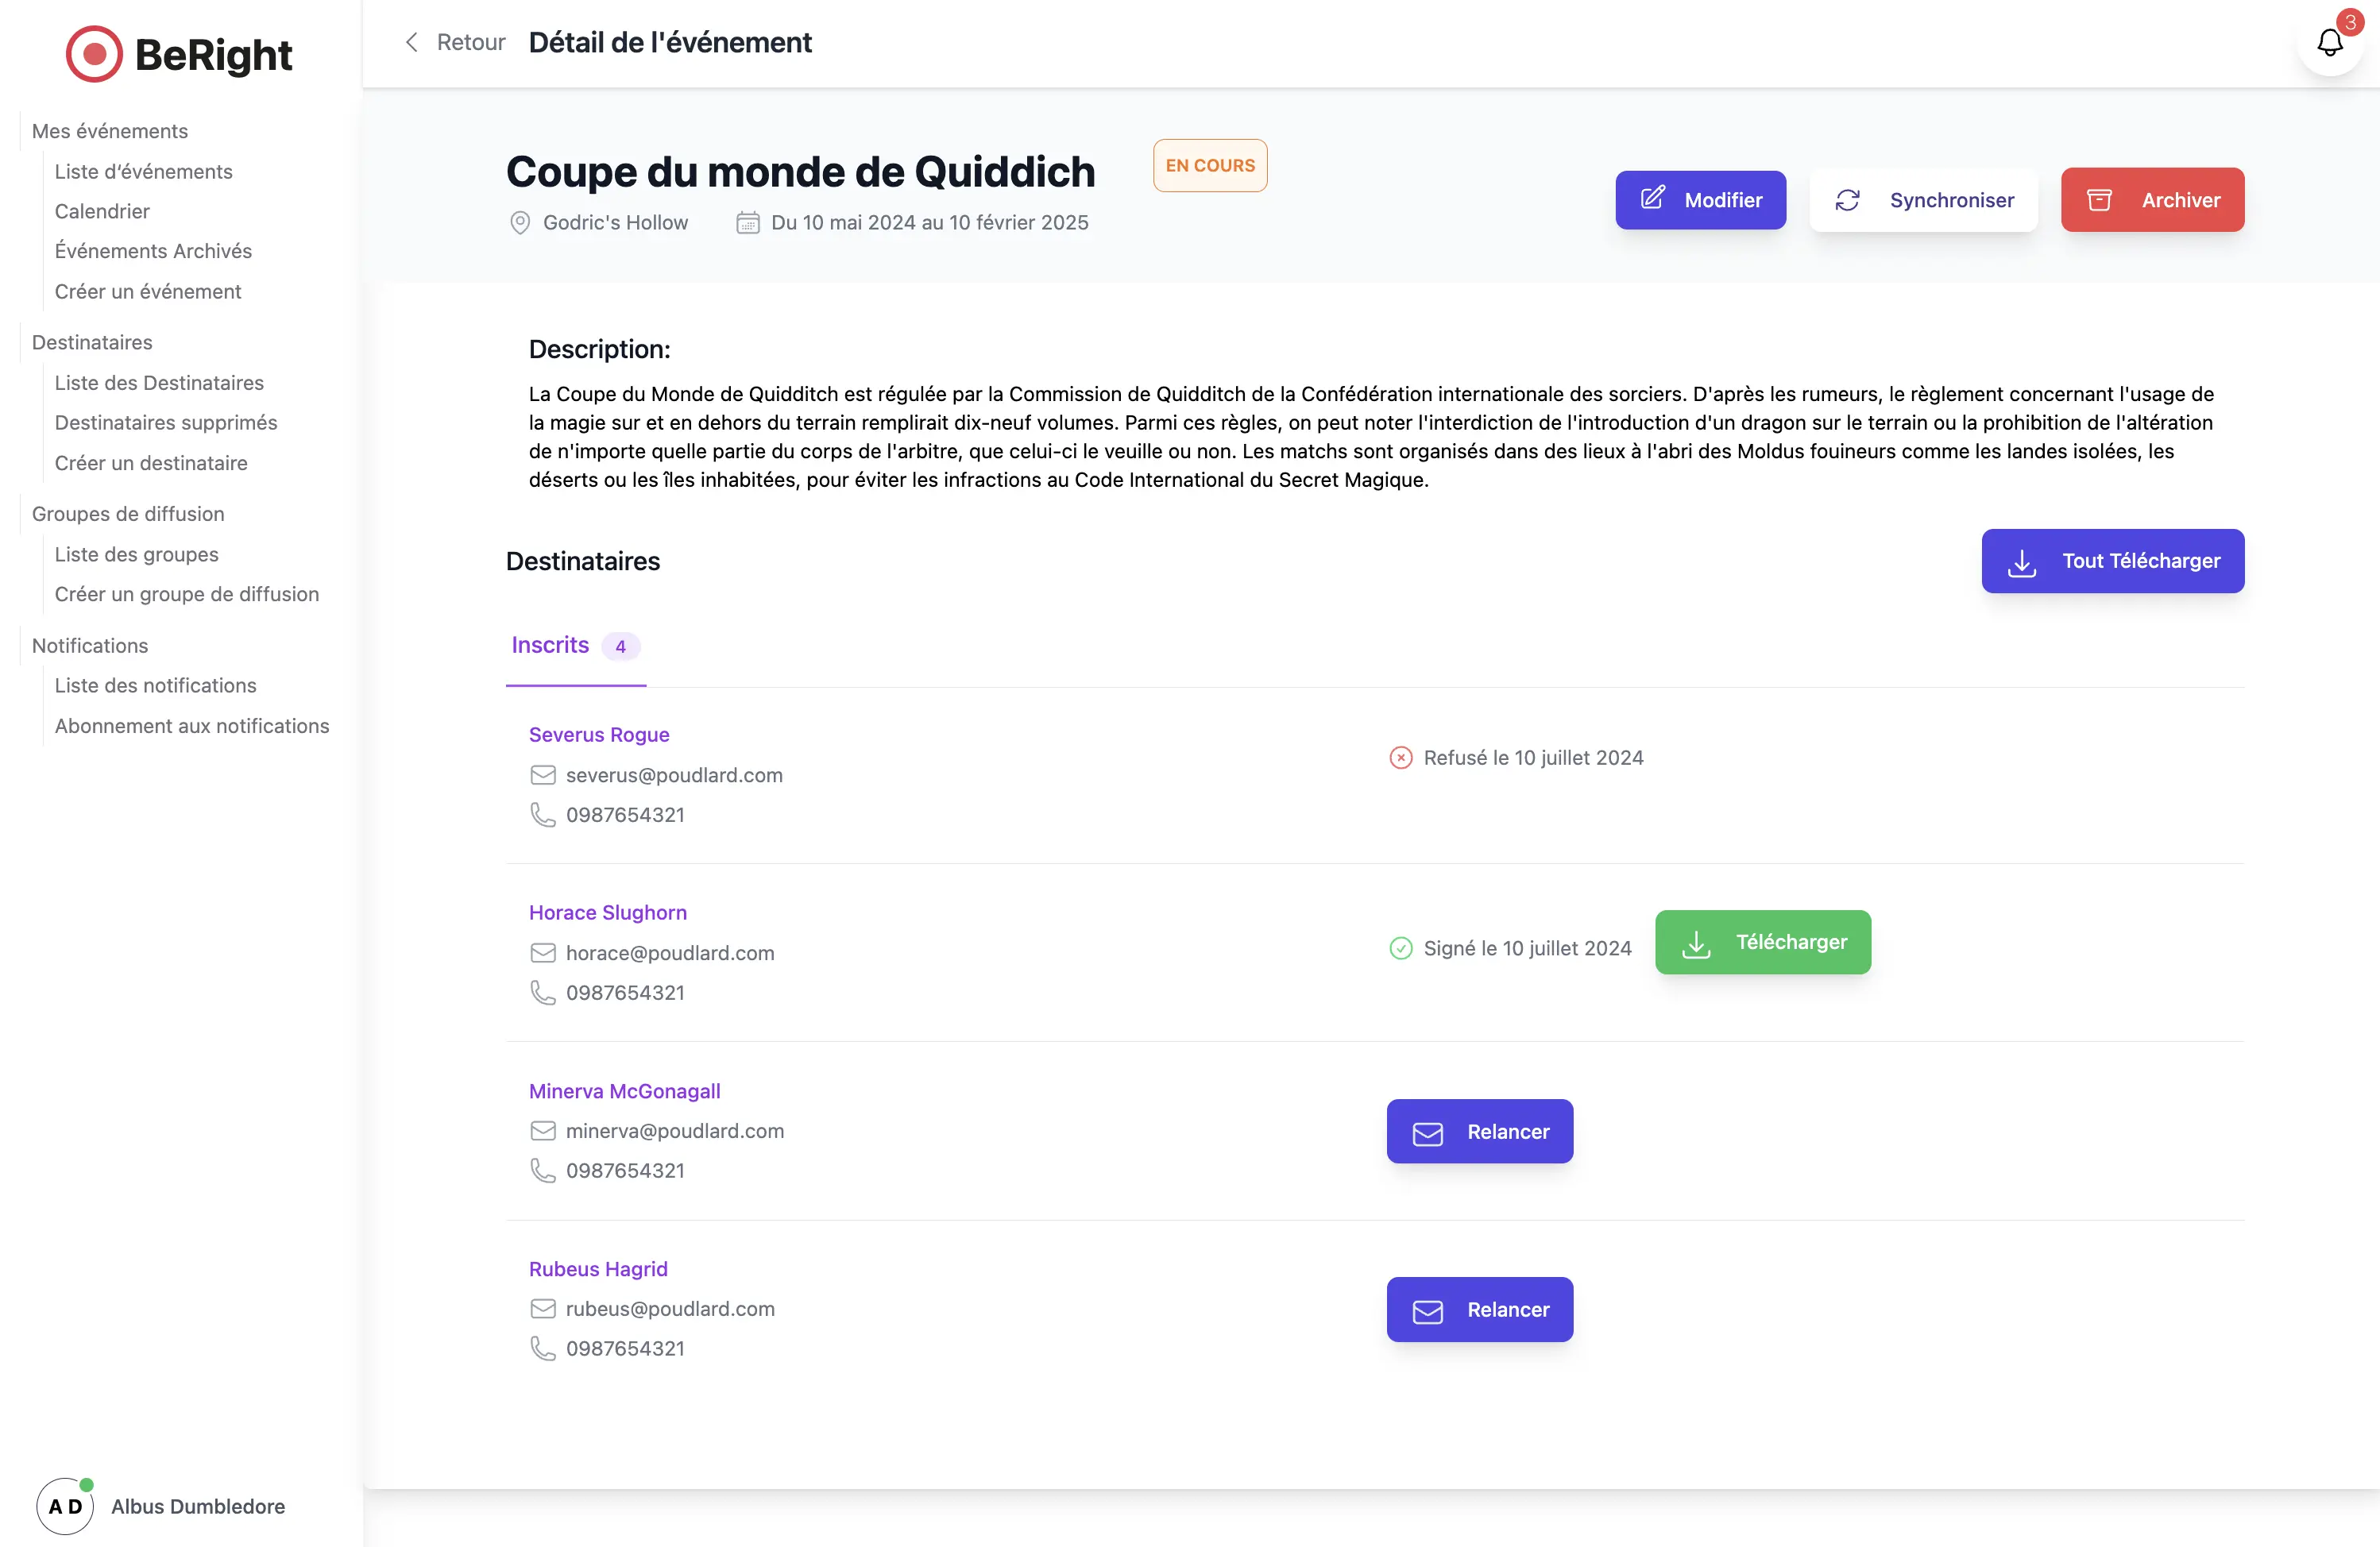 BeRight
Mes événements
Liste d‘événements
Calendrier
Événements Archivés
Créer un événement
Destinataires
Liste des Destinataires
Destinataires supprimés
Créer un destinataire
Groupes de diffusion
Liste des groupes
Créer un groupe de diffusion
Notifications
Liste des notifications
Abonnement aux notifications
A D
Albus Dumbledore
Retour Détail de l'événement
3
Coupe du monde de Quiddich
EN COURS
Godric's Hollow
Du 10 mai 2024 au 10 février 2025
Modifier
Synchroniser
Archiver
Description:
La Coupe du Monde de Quidditch est régulée par la Commission de Quidditch de la Confédération internationale des sorciers. D'après les rumeurs, le règlement concernant l'usage de
la magie sur et en dehors du terrain remplirait dix-neuf volumes. Parmi ces règles, on peut noter l'interdiction de l'introduction d'un dragon sur le terrain ou la prohibition de l'altération
de n'importe quelle partie du corps de l'arbitre, que celui-ci le veuille ou non. Les matchs sont organisés dans des lieux à l'abri des Moldus fouineurs comme les landes isolées, les
déserts ou les îles inhabitées, pour éviter les infractions au Code International du Secret Magique.
Destinataires
Tout Télécharger
Inscrits 4
Severus Rogue
severus@poudlard.com
0987654321
Refusé le 10 juillet 2024
Horace Slughorn
horace@poudlard.com
0987654321
Signé le 10 juillet 2024
Télécharger
Minerva McGonagall
minerva@poudlard.com
0987654321
Relancer
Rubeus Hagrid
rubeus@poudlard.com
0987654321
Relancer